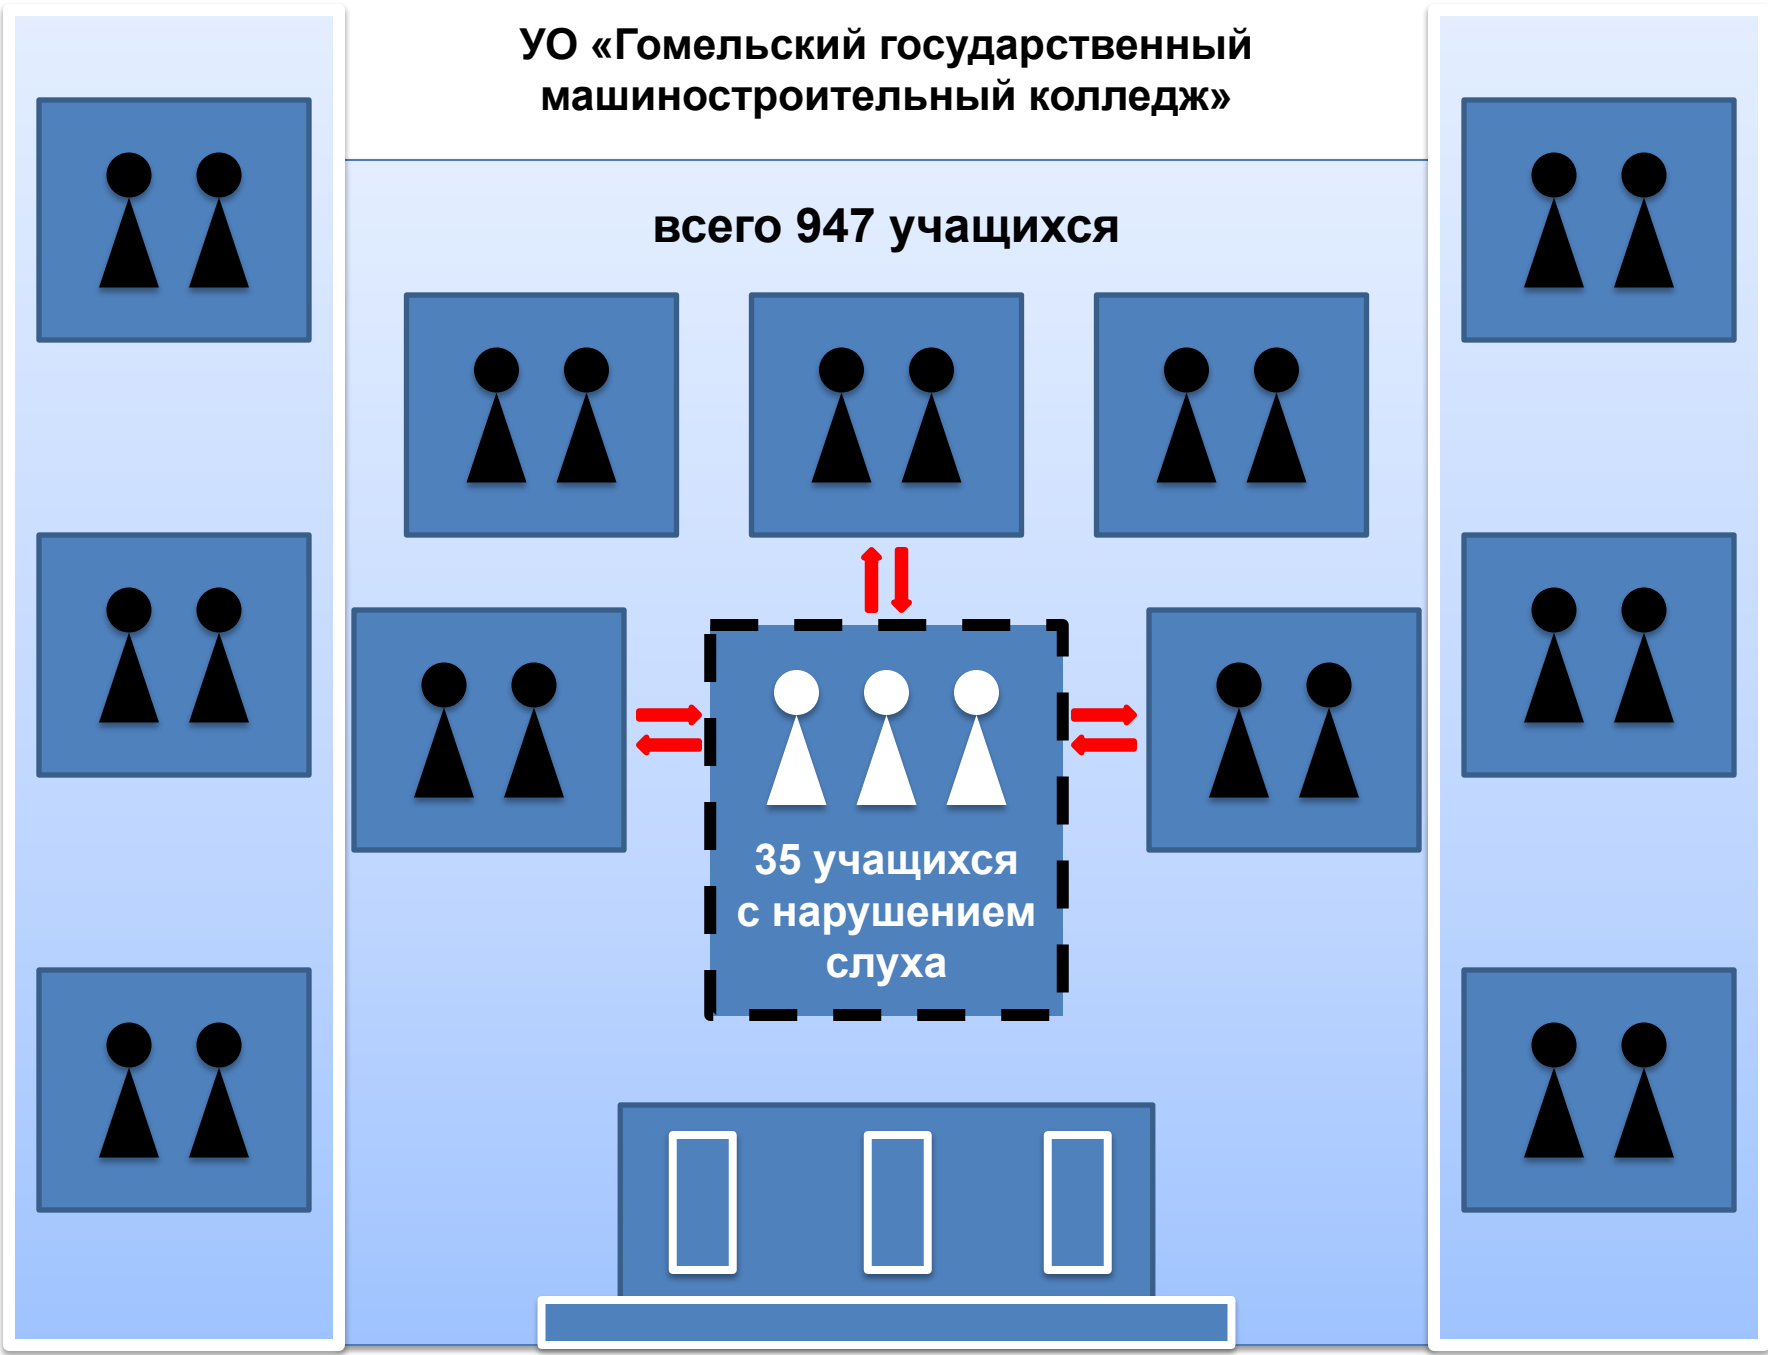 УО «Гомельский государственный
машиностроительный колледж»
всего 947 учащихся
35 учащихся
с нарушением
слуха